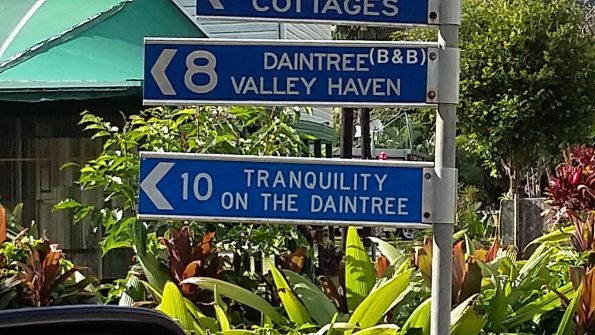 COTTAGES
8 DAINTREE (B&B)
VALLEY HAVEN
10 TRANQUILITY
ON THE DAINTREE